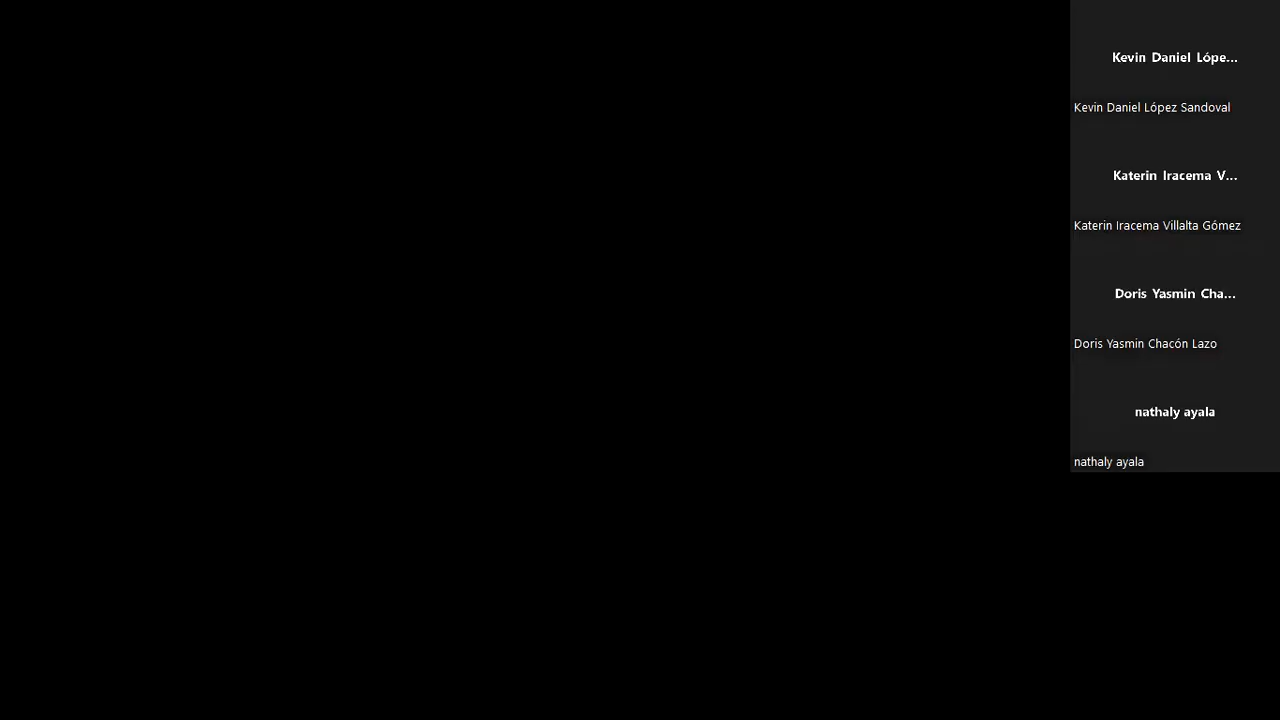 Kevin Daniel Lópe...
Kevin Daniel López Sandoval
Katerin Iracema V...
Katerin Iracema Villalta Gómez
Doris Yasmin Cha...
Doris Yasmin Chacón Lazo
nathaly ayala
nathaly ayala